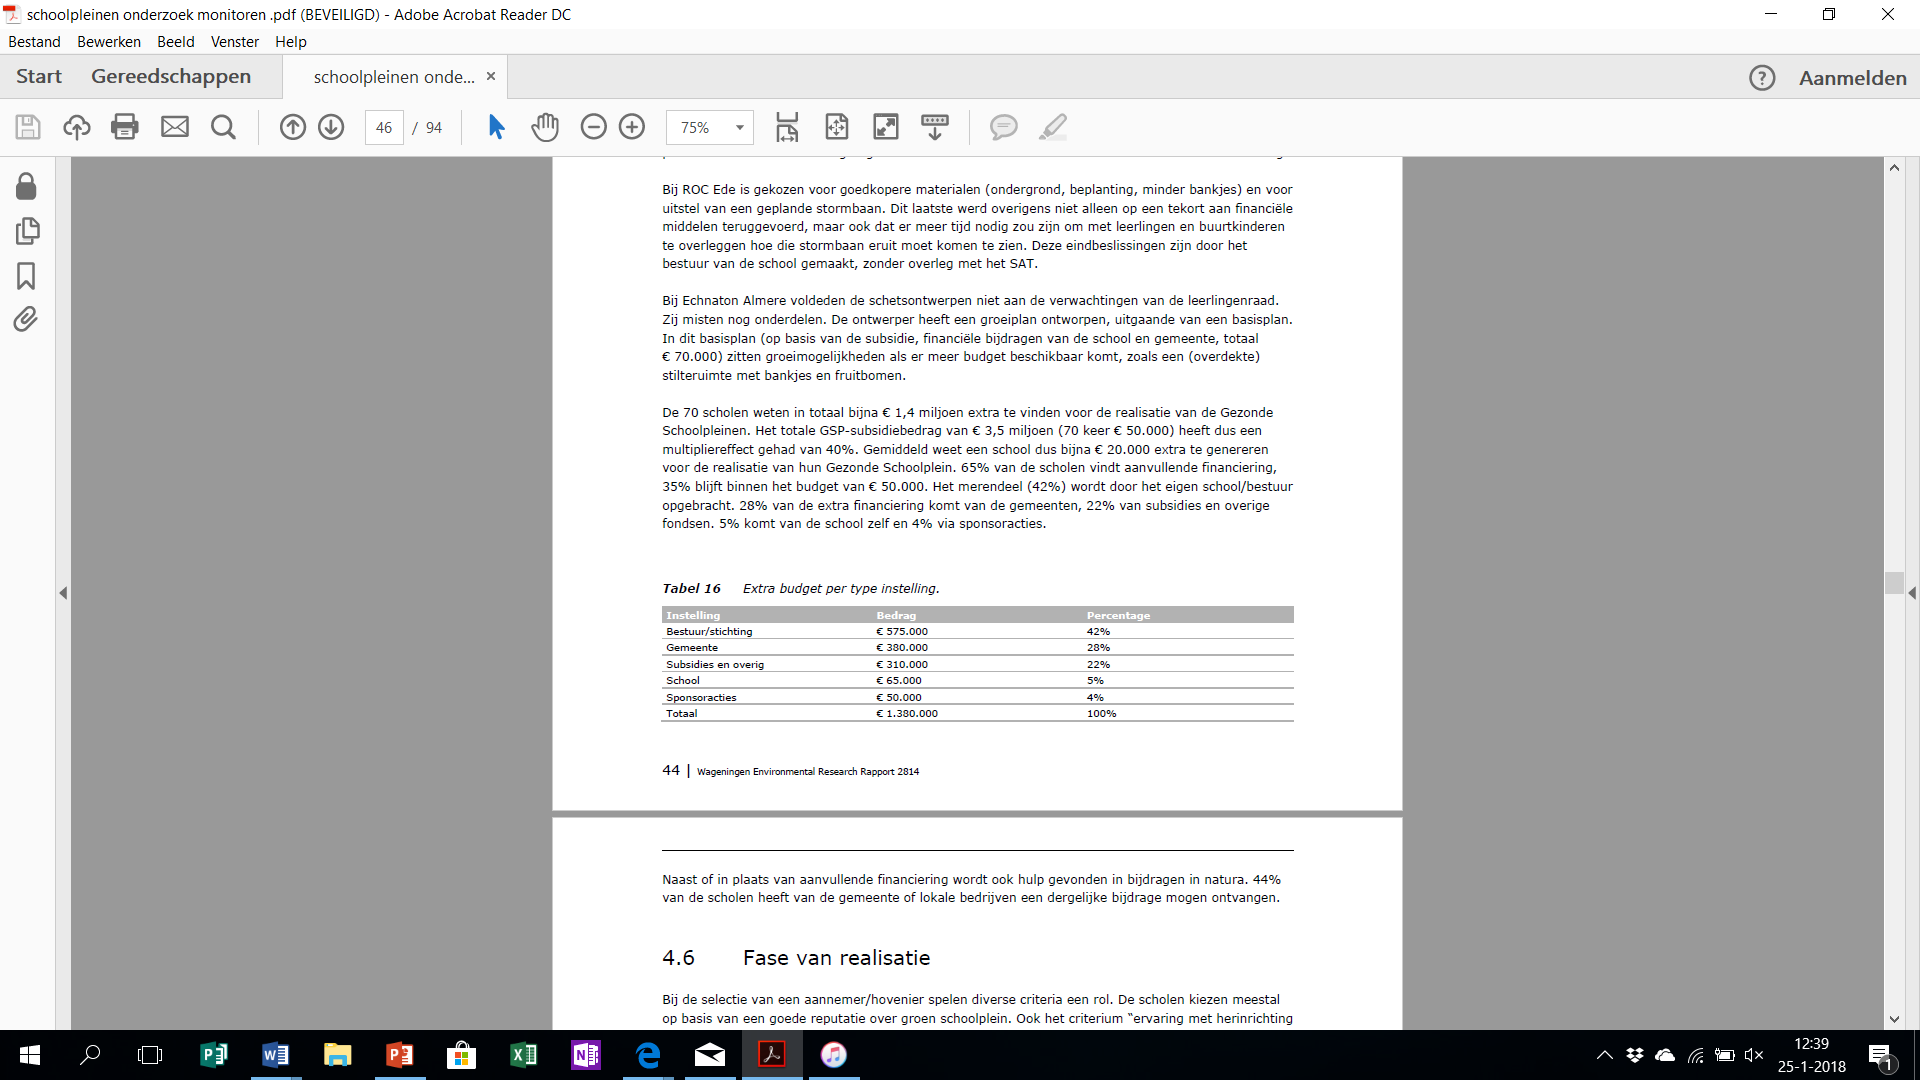 schoolpleinen onderzoek monitoren .pdf (BEVEILIGD) - Adobe Acrobat Reader DC
Bestand Bewerken Beeld Venster Help
Start Gereedschappen schoolpleinen onde... × Aanmelden
46 / 94 75%
Bij ROC Ede is gekozen voor goedkopere materialen (ondergrond, beplanting, minder bankjes) en voor
uitstel van een geplande stormbaan. Dit laatste werd overigens niet alleen op een tekort aan financiële
middelen teruggevoerd, maar ook dat er meer tijd nodig zou zijn om met leerlingen en buurtkinderen
te overleggen hoe die stormbaan eruit moet komen te zien. Deze eindbeslissingen zijn door het
bestuur van de school gemaakt, zonder overleg met het SAT.
Bij Echnaton Almere voldeden de schetsontwerpen niet aan de verwachtingen van de leerlingenraad.
Zij misten nog onderdelen. De ontwerper heeft een groeiplan ontworpen, uitgaande van een basisplan.
In dit basisplan (op basis van de subsidie, financiële bijdragen van de school en gemeente, totaal
€ 70.000) zitten groeimogelijkheden als er meer budget beschikbaar komt, zoals een (overdekte)
stilteruimte met bankjes en fruitbomen.
De 70 scholen weten in totaal bijna € 1,4 miljoen extra te vinden voor de realisatie van de Gezonde
Schoolpleinen. Het totale GSP-subsidiebedrag van € 3,5 miljoen (70 keer € 50.000) heeft dus een
multipliereffect gehad van 40%. Gemiddeld weet een school dus bijna € 20.000 extra te genereren
voor de realisatie van hun Gezonde Schoolplein. 65% van de scholen vindt aanvullende financiering,
35% blijft binnen het budget van € 50.000. Het merendeel (42%) wordt door het eigen school/bestuur
opgebracht. 28% van de extra financiering komt van de gemeenten, 22% van subsidies en overige
fondsen. 5% komt van de school zelf en 4% via sponsoracties.
Tabel 16 Extra budget per type instelling.
Instelling Bedrag Percentage
Bestuur/stichting € 575.000 42%
Gemeente € 380.000 28%
Subsidies en overig € 310.000 22%
School € 65.000 5%
Sponsoracties € 50.000 4%
Totaal € 1.380.000 100%
44 | Wageningen Environmental Research Rapport 2814
Naast of in plaats van aanvullende financiering wordt ook hulp gevonden in bijdragen in natura. 44%
van de scholen heeft van de gemeente of lokale bedrijven een dergelijke bijdrage mogen ontvangen.
4.6 Fase van realisatie
Bij de selectie van een aannemer/hovenier spelen diverse criteria een rol. De scholen kiezen meestal
op basis van een goede reputatie over groen schoolplein. Ook het criterium “ervaring met herinrichting
12:39
25-1-2018
1